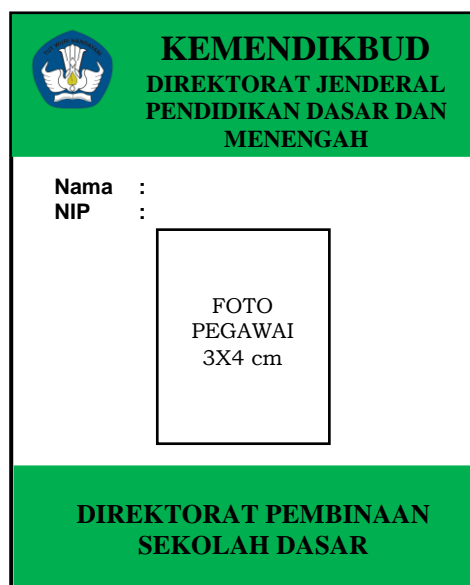 KEMENDIKBUD
DIREKTORAT JENDERAL
PENDIDIKAN DASAR DAN
MENENGAH
Nama :
NIP :
FOTO
PEGAWAI
3X4 cm
DIREKTORAT PEMBINAAN
SEKOLAH DASAR